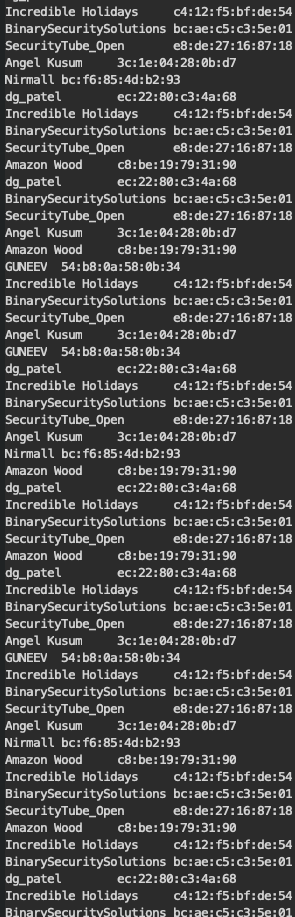 Incredible Holidays     c4:12:f5:bf:de:54
BinarySecuritySolutions bc:ae:c5:c3:5e:01
SecurityTube_Open       e8:de:27:16:87:18
Angel Kusum     3c:1e:04:28:0b:d7
Nirmall bc:f6:85:4d:b2:93
dg_patel        ec:22:80:c3:4a:68
Incredible Holidays     c4:12:f5:bf:de:54
BinarySecuritySolutions bc:ae:c5:c3:5e:01
SecurityTube_Open       e8:de:27:16:87:18
Amazon Wood     c8:be:19:79:31:90
dg_patel        ec:22:80:c3:4a:68
BinarySecuritySolutions bc:ae:c5:c3:5e:01
SecurityTube_Open       e8:de:27:16:87:18
Angel Kusum     3c:1e:04:28:0b:d7
Amazon Wood     c8:be:19:79:31:90
GUNEEV  54:b8:0a:58:0b:34
Incredible Holidays     c4:12:f5:bf:de:54
BinarySecuritySolutions bc:ae:c5:c3:5e:01
SecurityTube_Open       e8:de:27:16:87:18
Angel Kusum     3c:1e:04:28:0b:d7
GUNEEV  54:b8:0a:58:0b:34
dg_patel        ec:22:80:c3:4a:68
Incredible Holidays     c4:12:f5:bf:de:54
BinarySecuritySolutions bc:ae:c5:c3:5e:01
SecurityTube_Open       e8:de:27:16:87:18
Angel Kusum     3c:1e:04:28:0b:d7
Nirmall bc:f6:85:4d:b2:93
Amazon Wood     c8:be:19:79:31:90
dg_patel        ec:22:80:c3:4a:68
Incredible Holidays     c4:12:f5:bf:de:54
BinarySecuritySolutions bc:ae:c5:c3:5e:01
SecurityTube_Open       e8:de:27:16:87:18
Amazon Wood     c8:be:19:79:31:90
dg_patel        ec:22:80:c3:4a:68
Incredible Holidays     c4:12:f5:bf:de:54
BinarySecuritySolutions bc:ae:c5:c3:5e:01
SecurityTube_Open       e8:de:27:16:87:18
Angel Kusum     3c:1e:04:28:0b:d7
GUNEEV  54:b8:0a:58:0b:34
Incredible Holidays     c4:12:f5:bf:de:54
BinarySecuritySolutions bc:ae:c5:c3:5e:01
SecurityTube_Open       e8:de:27:16:87:18
Angel Kusum     3c:1e:04:28:0b:d7
Nirmall bc:f6:85:4d:b2:93
Amazon Wood     c8:be:19:79:31:90
Incredible Holidays     c4:12:f5:bf:de:54
BinarySecuritySolutions bc:ae:c5:c3:5e:01
SecurityTube_Open       e8:de:27:16:87:18
Amazon Wood     c8:be:19:79:31:90
Incredible Holidays     c4:12:f5:bf:de:54
BinarySecuritySolutions bc:ae:c5:c3:5e:01
dg_patel        ec:22:80:c3:4a:68
Incredible Holidays     c4:12:f5:bf:de:54
BinarySecuritySolutions bc:ae:c5:c3:5e:01